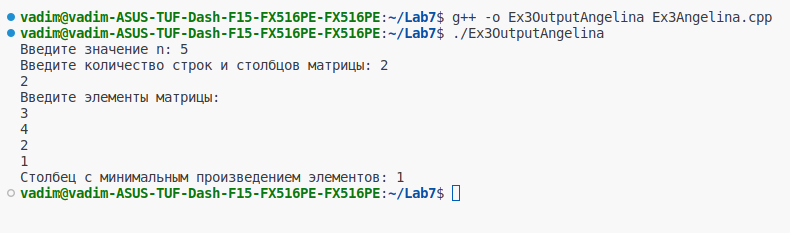 vadim@vadim-ASUS-TUF-Dash-F15-FX516PE-FX516PE:~/Lab7$ g++ -o Ex3OutputAngelina Ex3Angelina.cpp
vadim@vadim-ASUS-TUF-Dash-F15-FX516PE-FX516PE:~/Lab7$ ./Ex3OutputAngelina
Введите значение n: 5
Введите количество строк и столбцов матрицы: 2
2
Введите элементы матрицы:
3
4
2
1
Столбец с минимальным произведением элементов: 1
vadim@vadim-ASUS-TUF-Dash-F15-FX516PE-FX516PE:~/Lab7$